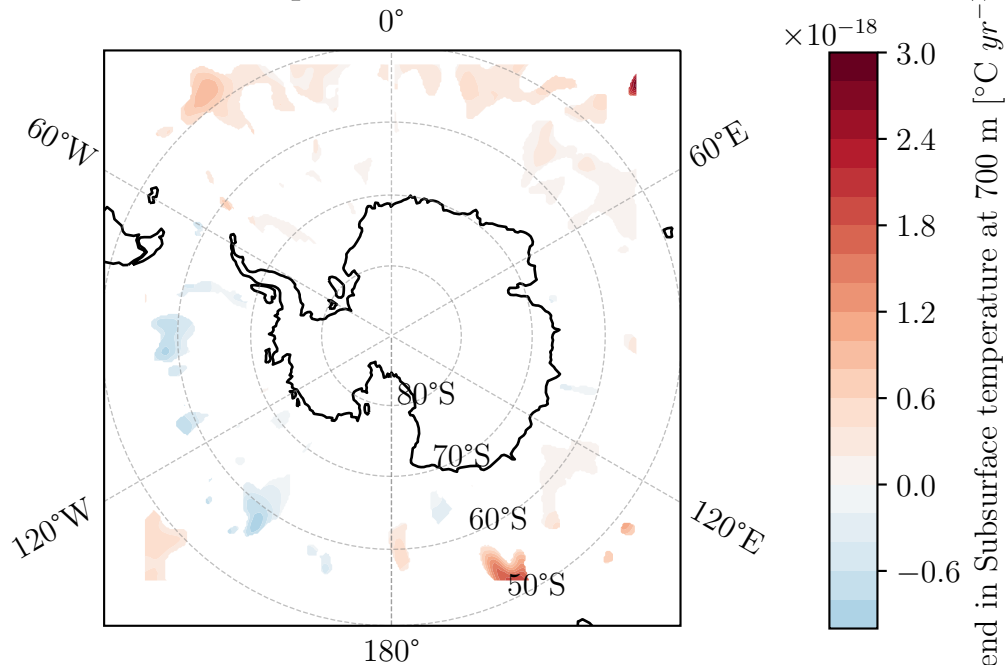 0°
×10⁻¹⁸
60°W
60°E
3.0
2.4
1.8
1.2
0.6
0.0
−0.6
80°S
70°S
60°S
50°S
120°W
120°E
180°
end in Subsurface temperature at 700 m [°C yr⁻